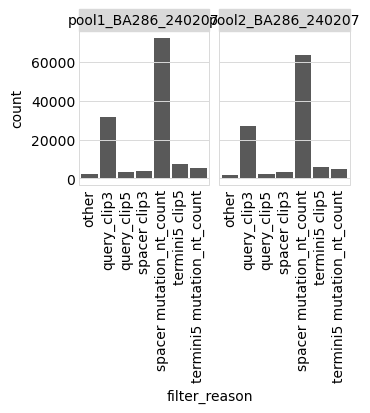 pool1_BA286_240207 pool2_BA286_240207
count
60000
40000
20000
0
other
query_clip3
query_clip5
spacer clip3
spacer mutation_nt_count
termini5 clip5
termini5 mutation_nt_count
other
query_clip3
query_clip5
spacer clip3
spacer mutation_nt_count
termini5 clip5
termini5 mutation_nt_count
filter_reason